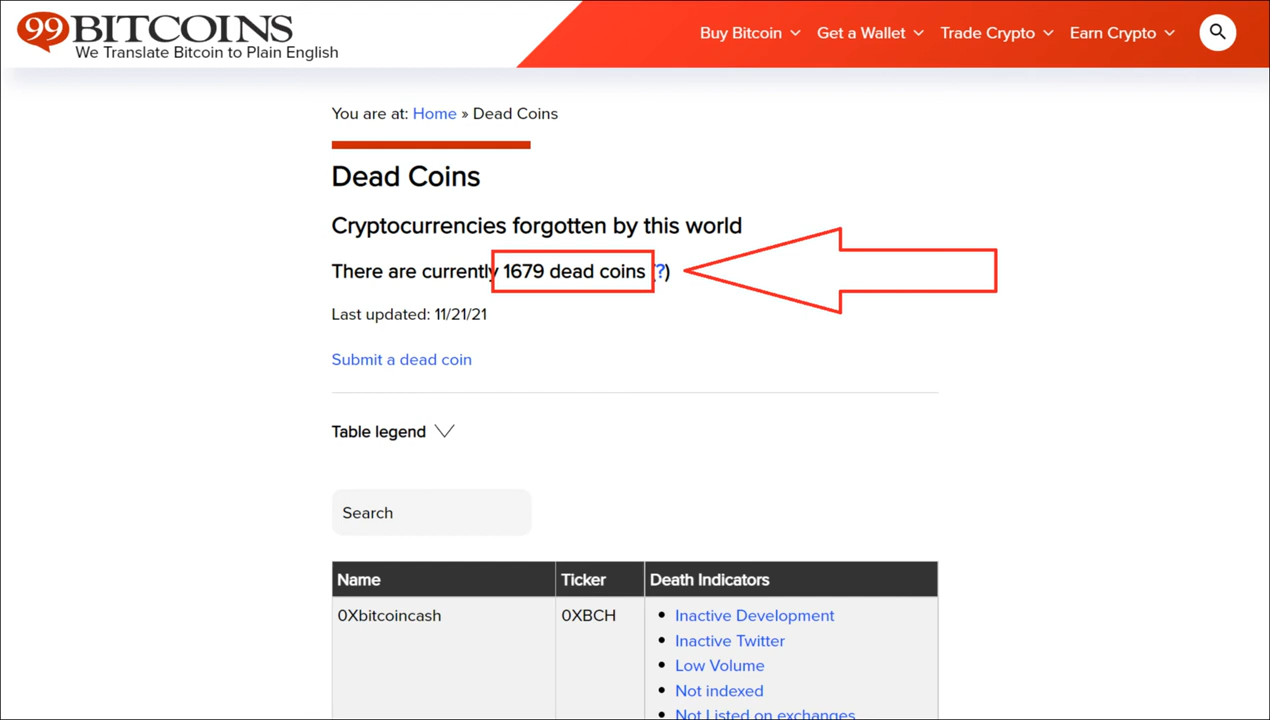 99 BITCOINS
We Translate Bitcoin to Plain English
Buy Bitcoin Get a Wallet Trade Crypto Earn Crypto
You are at: Home » Dead Coins
Dead Coins
Cryptocurrencies forgotten by this world
There are currently 1679 dead coins (?)
Last updated: 11/21/21
Submit a dead coin
Table legend
Search
Name Ticker Death Indicators
0Xbitcoincash 0XBCH • Inactive Development
• Inactive Twitter
• Low Volume
• Not indexed
• Not Listed on exchanges